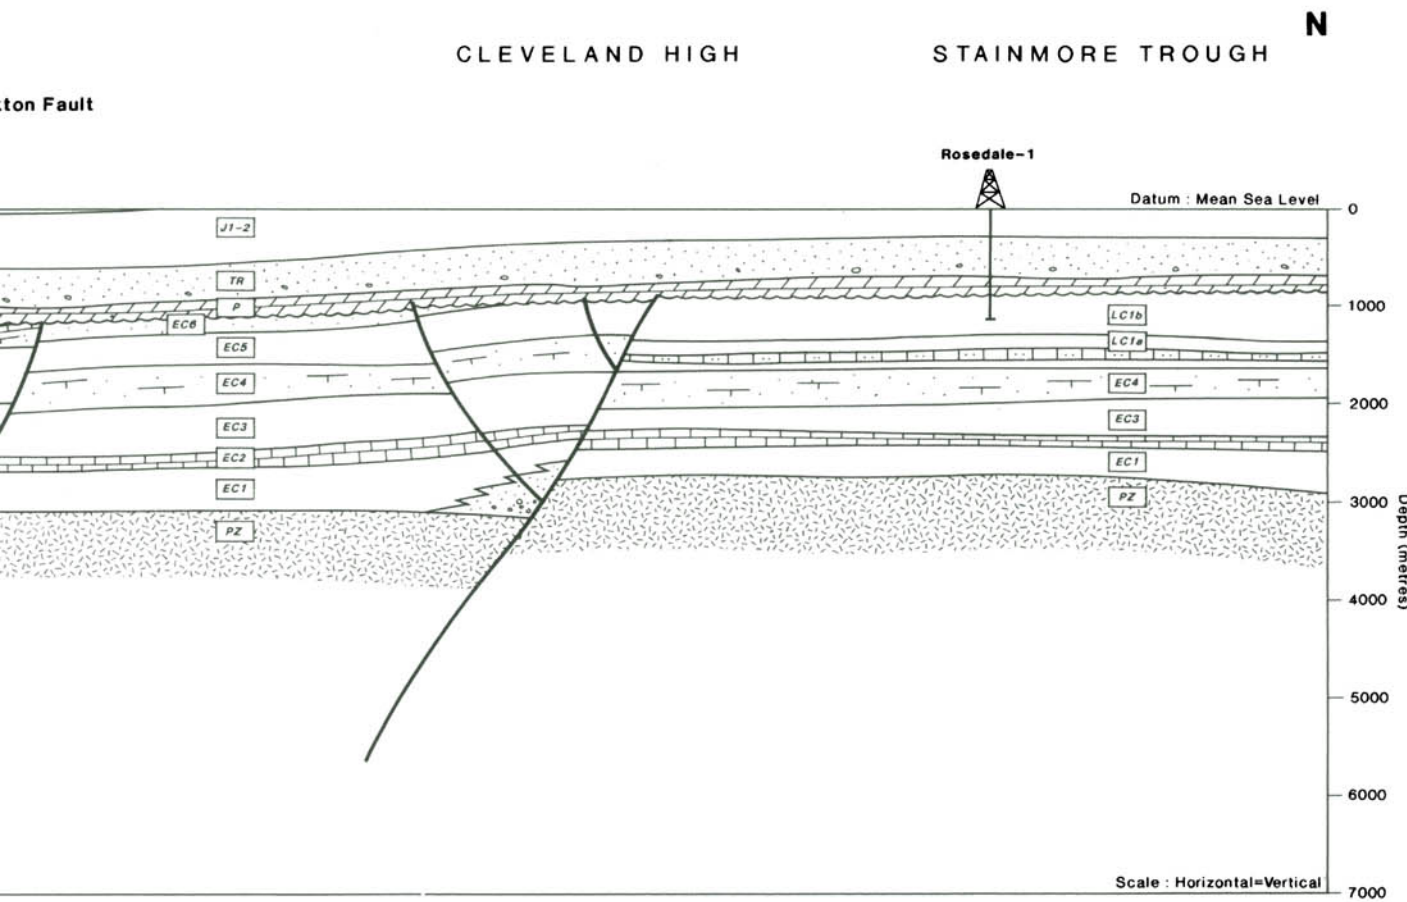 N
CLEVELAND HIGH STAINMORE TROUGH
kton Fault
Rosedale-1
Datum : Mean Sea Level
0
J1-2
TR
P
1000
EC6
LC1b
EC5
LC1a
EC4
EC4
2000
EC3
EC3
EC2
EC1
EC1
PZ
3000
PZ
Depth (metres)
4000
5000
6000
Scale : Horizontal=Vertical
7000